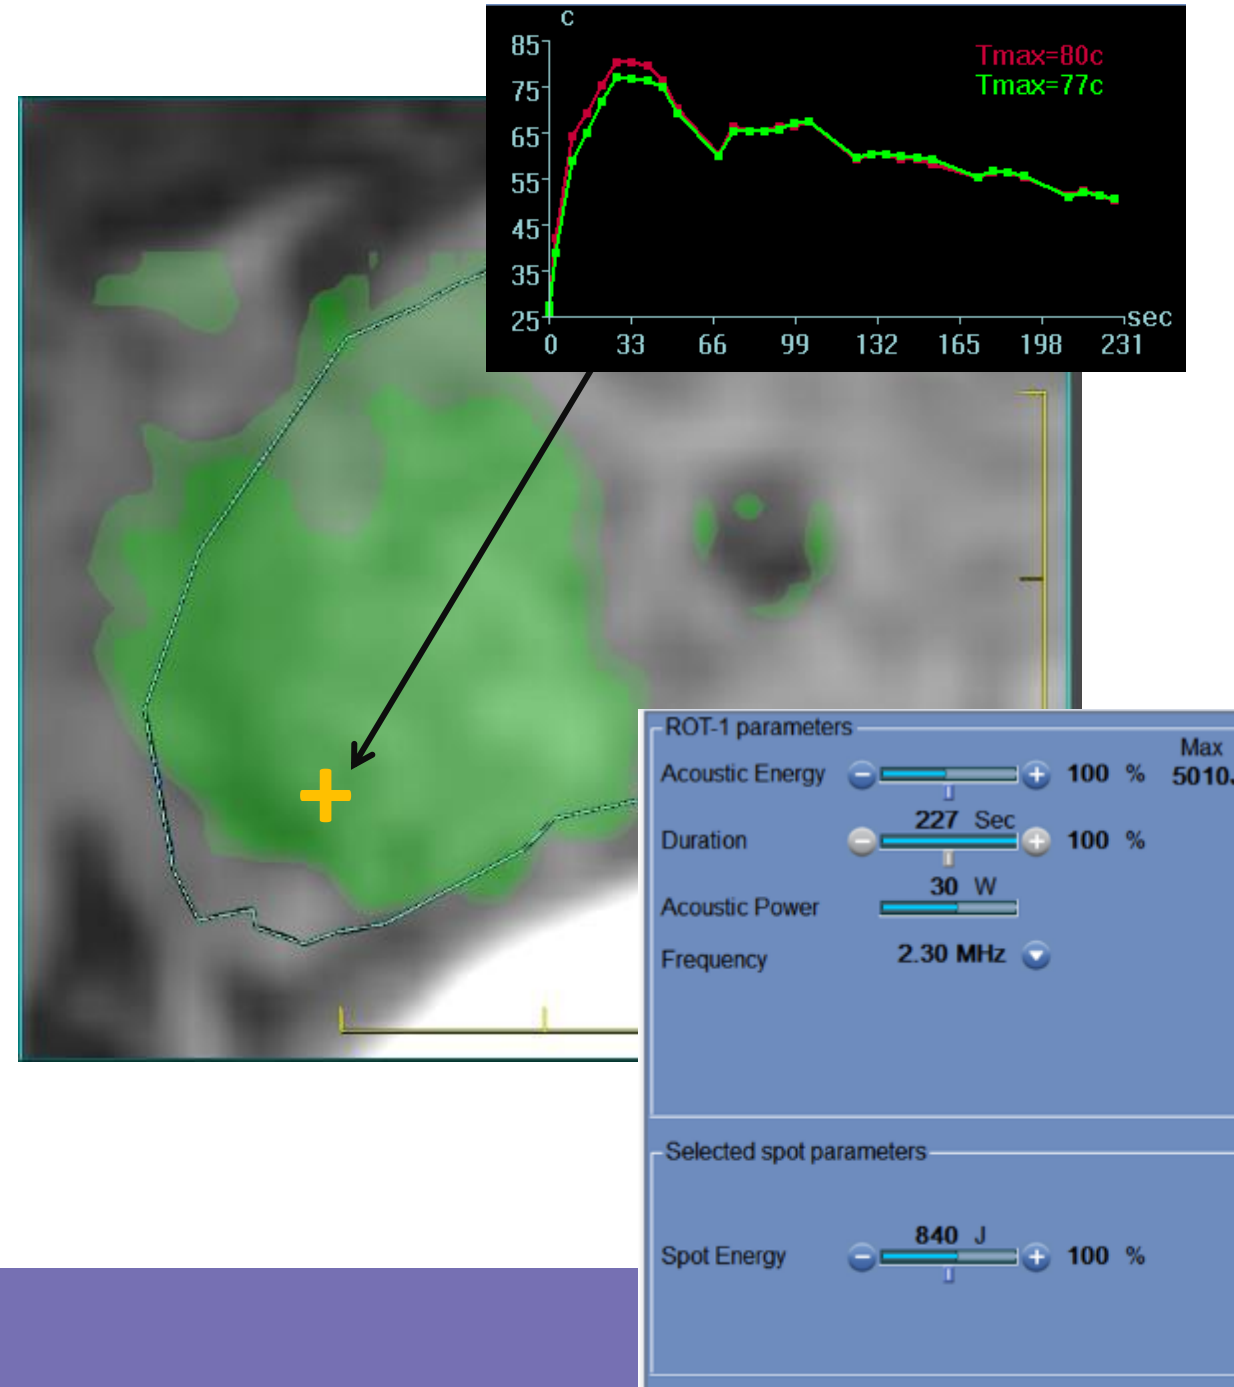 c
Tmax=80c
Tmax=77c
85
75
65
55
45
35
25
sec
0 33 66 99 132 165 198 231
ROT-1 parameters
Max
Acoustic Energy 100 % 5010J
227 Sec
Duration 100 %
30 W
Acoustic Power
Frequency 2.30 MHz
Selected spot parameters
840 J
Spot Energy 100 %